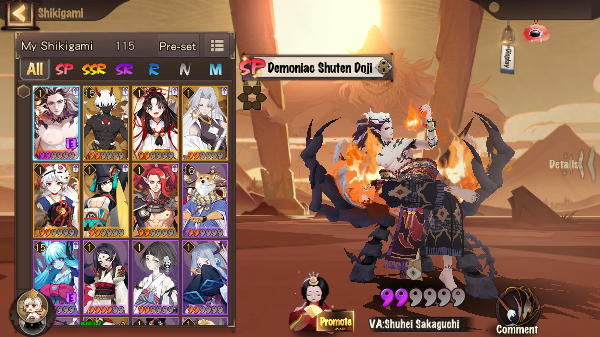 Shikigami
My Shikigami 115 Pre-set
All SP SSR SR R N M
SP Demoniac Shuten Doji
Display
Details
Promote
VA:Shuhei Sakaguchi
Comment